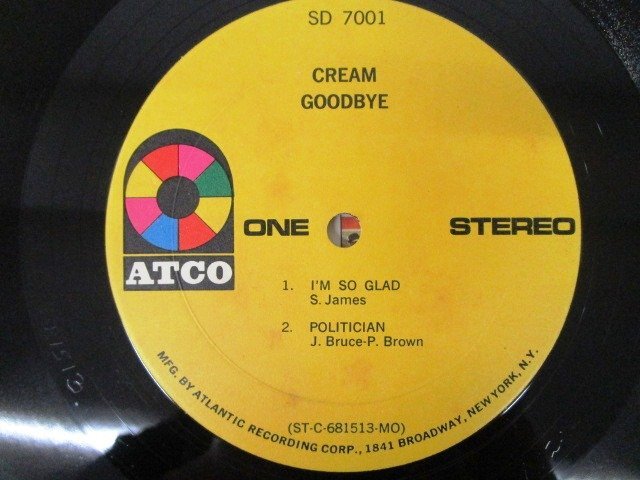 SD 7001
CREAM
GOODBYE
ATCO
ONE
STEREO
1. I'M SO GLAD
S. James
2. POLITICIAN
J. Bruce-P. Brown
(ST-C-681513-MO)
MFG. BY ATLANTIC RECORDING CORP., 1841 BROADWAY, NEW YORK, N.Y.